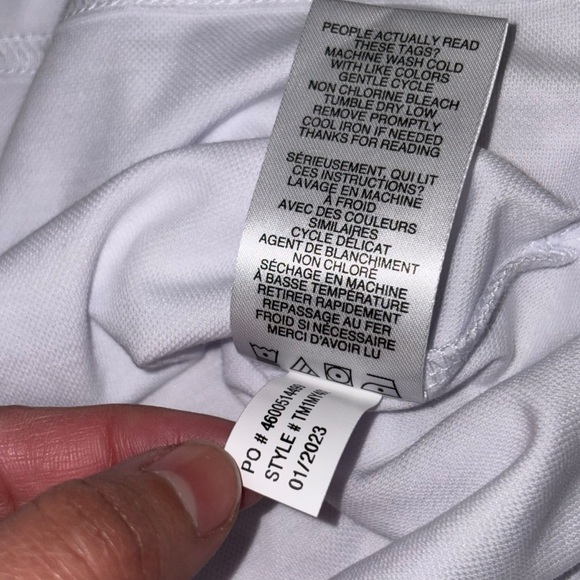 PEOPLE ACTUALLY READ
THESE TAGS?
MACHINE WASH COLD
WITH LIKE COLORS
GENTLE CYCLE
NON CHLORINE BLEACH
TUMBLE DRY LOW
REMOVE PROMPTLY
COOL IRON IF NEEDED
THANKS FOR READING
SÉRIEUSEMENT, QUI LIT
CES INSTRUCTIONS?
LAVAGE EN MACHINE
À FROID
AVEC DES COULEURS
SIMILAIRES
CYCLE DÉLICAT
AGENT DE BLANCHIMENT
NON CHLORÉ
SÉCHAGE EN MACHINE
À BASSE TEMPÉRATURE
RETIRER RAPIDEMENT
REPASSAGE AU FER
FROID SI NÉCESSAIRE
MERCI D'AVOIR LU
PO #
STYLE #
01/2023